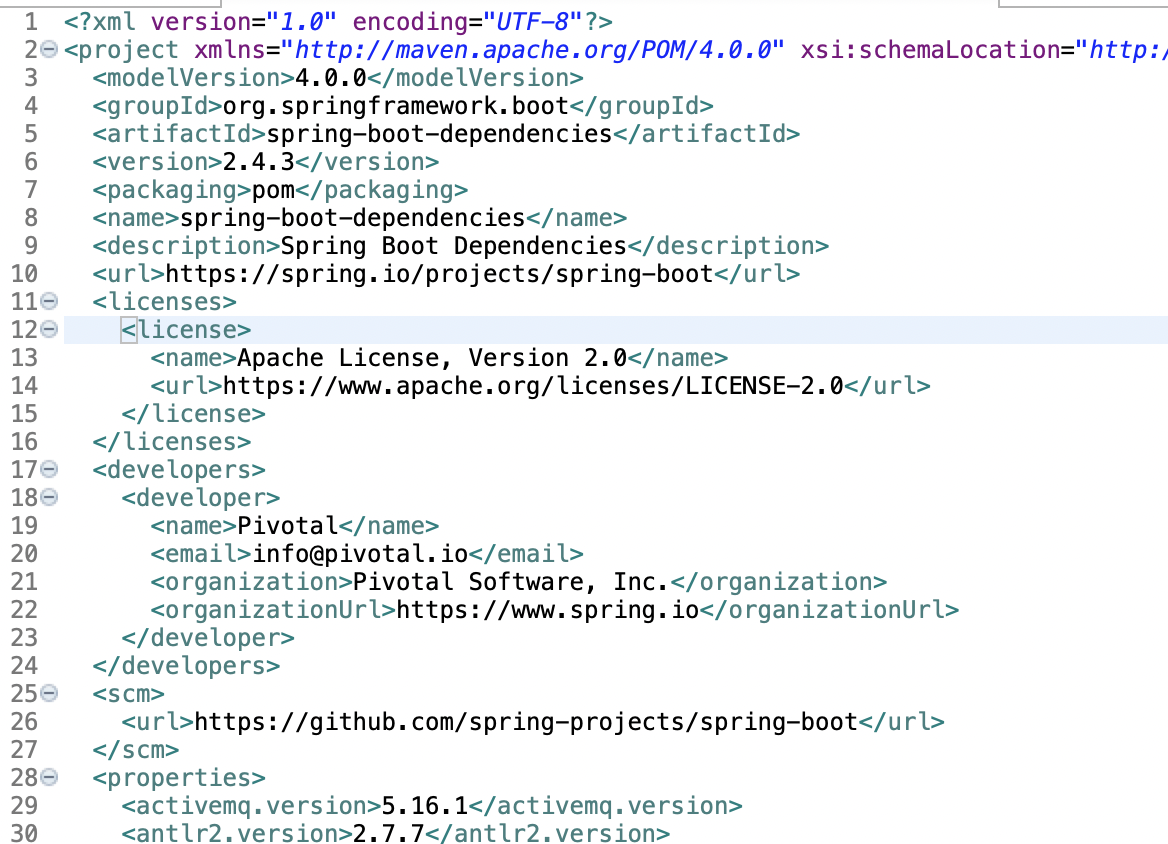 1 <?xml version="1.0" encoding="UTF-8"?>
2 <project xmlns="http://maven.apache.org/POM/4.0.0" xsi:schemaLocation="http:/
3 <modelVersion>4.0.0</modelVersion>
4 <groupId>org.springframework.boot</groupId>
5 <artifactId>spring-boot-dependencies</artifactId>
6 <version>2.4.3</version>
7 <packaging>pom</packaging>
8 <name>spring-boot-dependencies</name>
9 <description>Spring Boot Dependencies</description>
10 <url>https://spring.io/projects/spring-boot</url>
11 <licenses>
12 <license>
13 <name>Apache License, Version 2.0</name>
14 <url>https://www.apache.org/licenses/LICENSE-2.0</url>
15 </license>
16 </licenses>
17 <developers>
18 <developer>
19 <name>Pivotal</name>
20 <email>info@pivotal.io</email>
21 <organization>Pivotal Software, Inc.</organization>
22 <organizationUrl>https://www.spring.io</organizationUrl>
23 </developer>
24 </developers>
25 <scm>
26 <url>https://github.com/spring-projects/spring-boot</url>
27 </scm>
28 <properties>
29 <activemq.version>5.16.1</activemq.version>
30 <antlr2.version>2.7.7</antlr2.version>